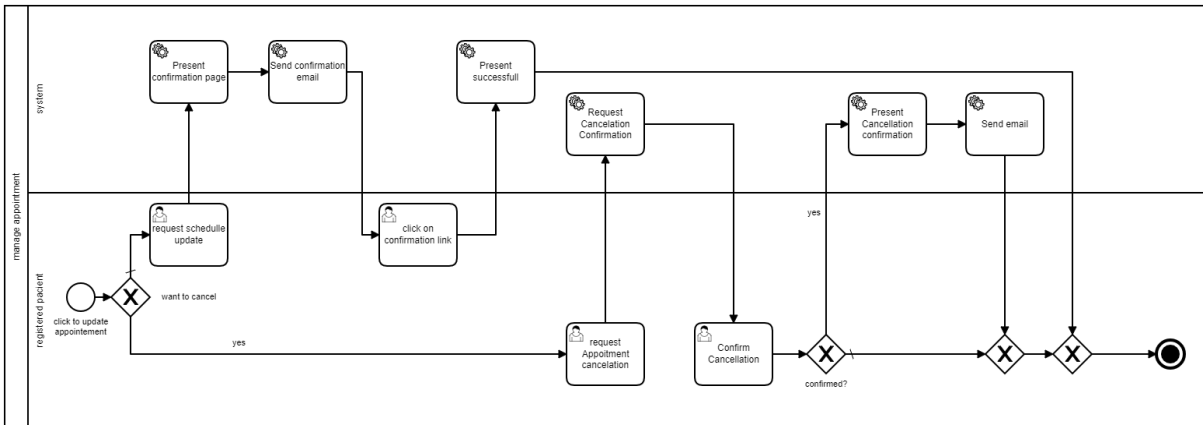 manage appointment
system
registered pacient
Present
confirmation page
Send confirmation
email
Present
successfull
Request
Cancelation
Confirmation
Present
Cancellation
confirmation
Send email
yes
request schedulle
update
click on
confirmation link
want to cancel
click to update
appointement
yes
request
Appoitment
cancelation
Confirm
Cancellation
confirmed?